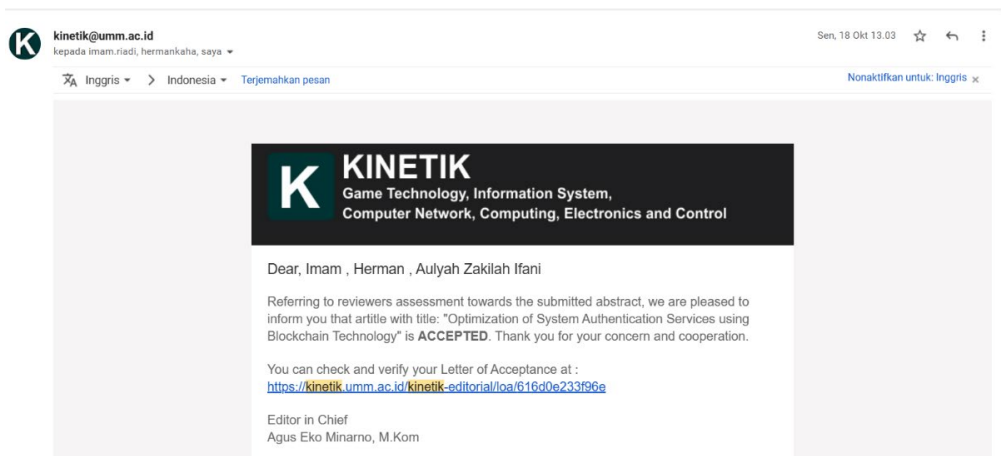 K
kinetik@umm.ac.id
Sen, 18 Okt 13.03
kepada imam.riadi, hermankaha, saya
Inggris > Indonesia Terjemahkan pesan
Nonaktifkan untuk: Inggris x
K
KINETIK
Game Technology, Information System,
Computer Network, Computing, Electronics and Control
Dear, Imam , Herman , Aulyah Zakilah Ifani
Referring to reviewers assessment towards the submitted abstract, we are pleased to
inform you that artitle with title: "Optimization of System Authentication Services using
Blockchain Technology" is ACCEPTED. Thank you for your concern and cooperation.
You can check and verify your Letter of Acceptance at :
https://kinetik.umm.ac.id/kinetik-editorial/loa/616d0e233f96e
Editor in Chief
Agus Eko Minarno, M.Kom